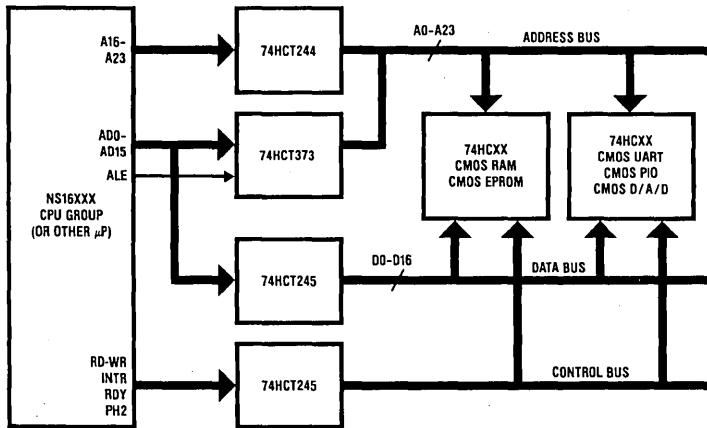 A16-
A23
74HCT244
A0-A23
ADDRESS BUS
AD0-
AD15
ALE
74HCT373
74HCXX
CMOS RAM
CMOS EPROM
74HCXX
CMOS UART
CMOS PIO
CMOS D/A/D
NS16XXX
CPU GROUP
(OR OTHER μP)
74HCT245
D0-D16
DATA BUS
RD-WR
INTR
RDY
PH2
74HCT245
CONTROL BUS